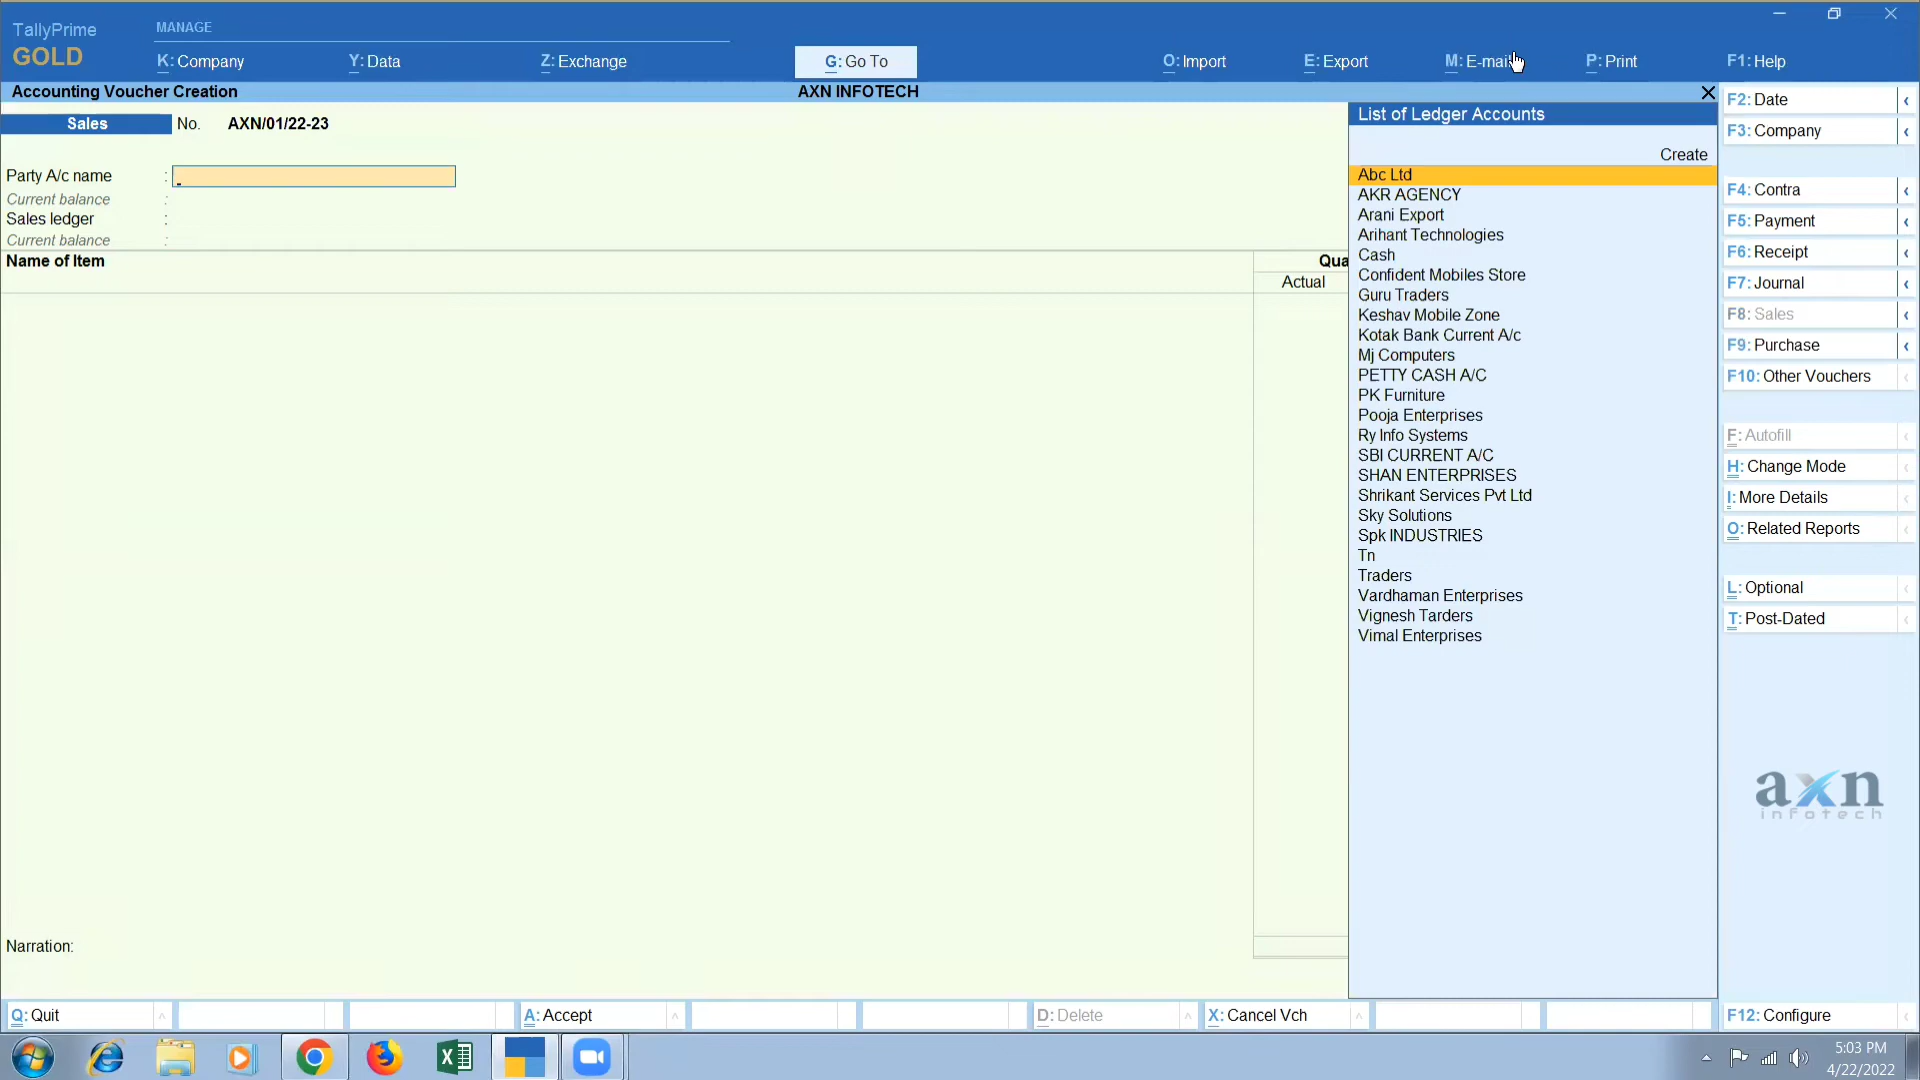 TallyPrime
GOLD
MANAGE
K: Company
Y: Data
Z: Exchange
G: Go To
O: Import
E: Export
M: E-mail
P: Print
F1: Help
Accounting Voucher Creation
AXN INFOTECH
Sales
No.
AXN/01/22-23
Party A/c name :
Current balance :
Sales ledger :
Current balance :
Name of Item
Qua
Actual
List of Ledger Accounts
Create
Abc Ltd
AKR AGENCY
Arani Export
Arihant Technologies
Cash
Confident Mobiles Store
Guru Traders
Keshav Mobile Zone
Kotak Bank Current A/c
Mj Computers
PETTY CASH A/C
PK Furniture
Pooja Enterprises
Ry Info Systems
SBI CURRENT A/C
SHAN ENTERPRISES
Shrikant Services Pvt Ltd
Sky Solutions
Spk INDUSTRIES
Tn
Traders
Vardhaman Enterprises
Vignesh Tarders
Vimal Enterprises
F2: Date
F3: Company
F4: Contra
F5: Payment
F6: Receipt
F7: Journal
F8: Sales
F9: Purchase
F10: Other Vouchers
F: Autofill
H: Change Mode
I: More Details
O: Related Reports
L: Optional
T: Post-Dated
axn
infotech
Narration:
Q: Quit
A: Accept
D: Delete
X: Cancel Vch
F12: Configure
5:03 PM
4/22/2022